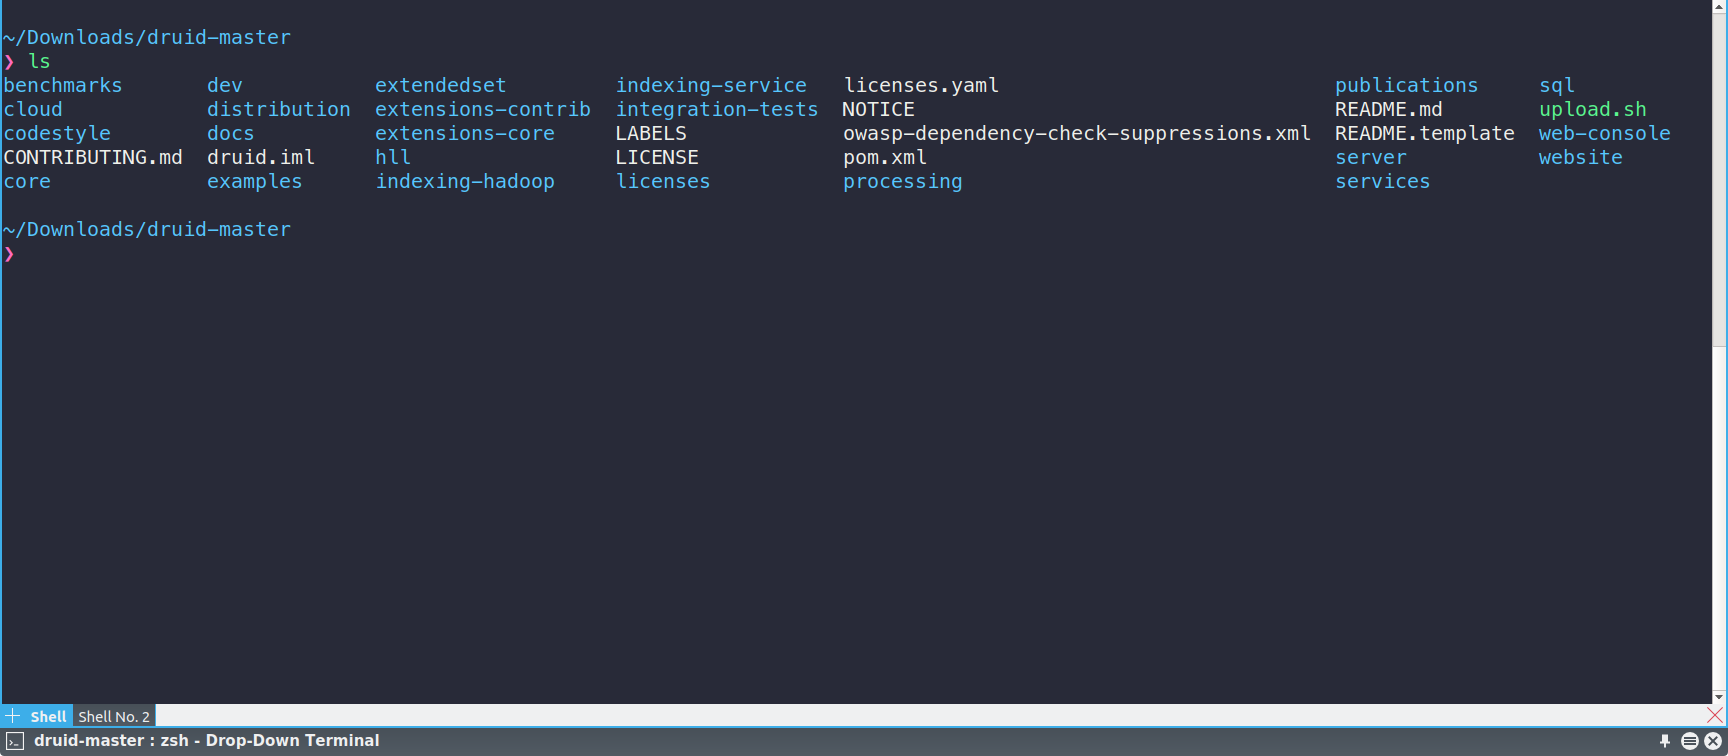 ~/Downloads/druid-master
❯ ls
benchmarks dev extendedset indexing-service licenses.yaml publications sql
cloud distribution extensions-contrib integration-tests NOTICE README.md upload.sh
codestyle docs extensions-core LABELS owasp-dependency-check-suppressions.xml README.template web-console
CONTRIBUTING.md druid.iml hll LICENSE pom.xml server website
core examples indexing-hadoop licenses processing services
~/Downloads/druid-master
❯
Shell Shell No. 2
druid-master : zsh - Drop-Down Terminal